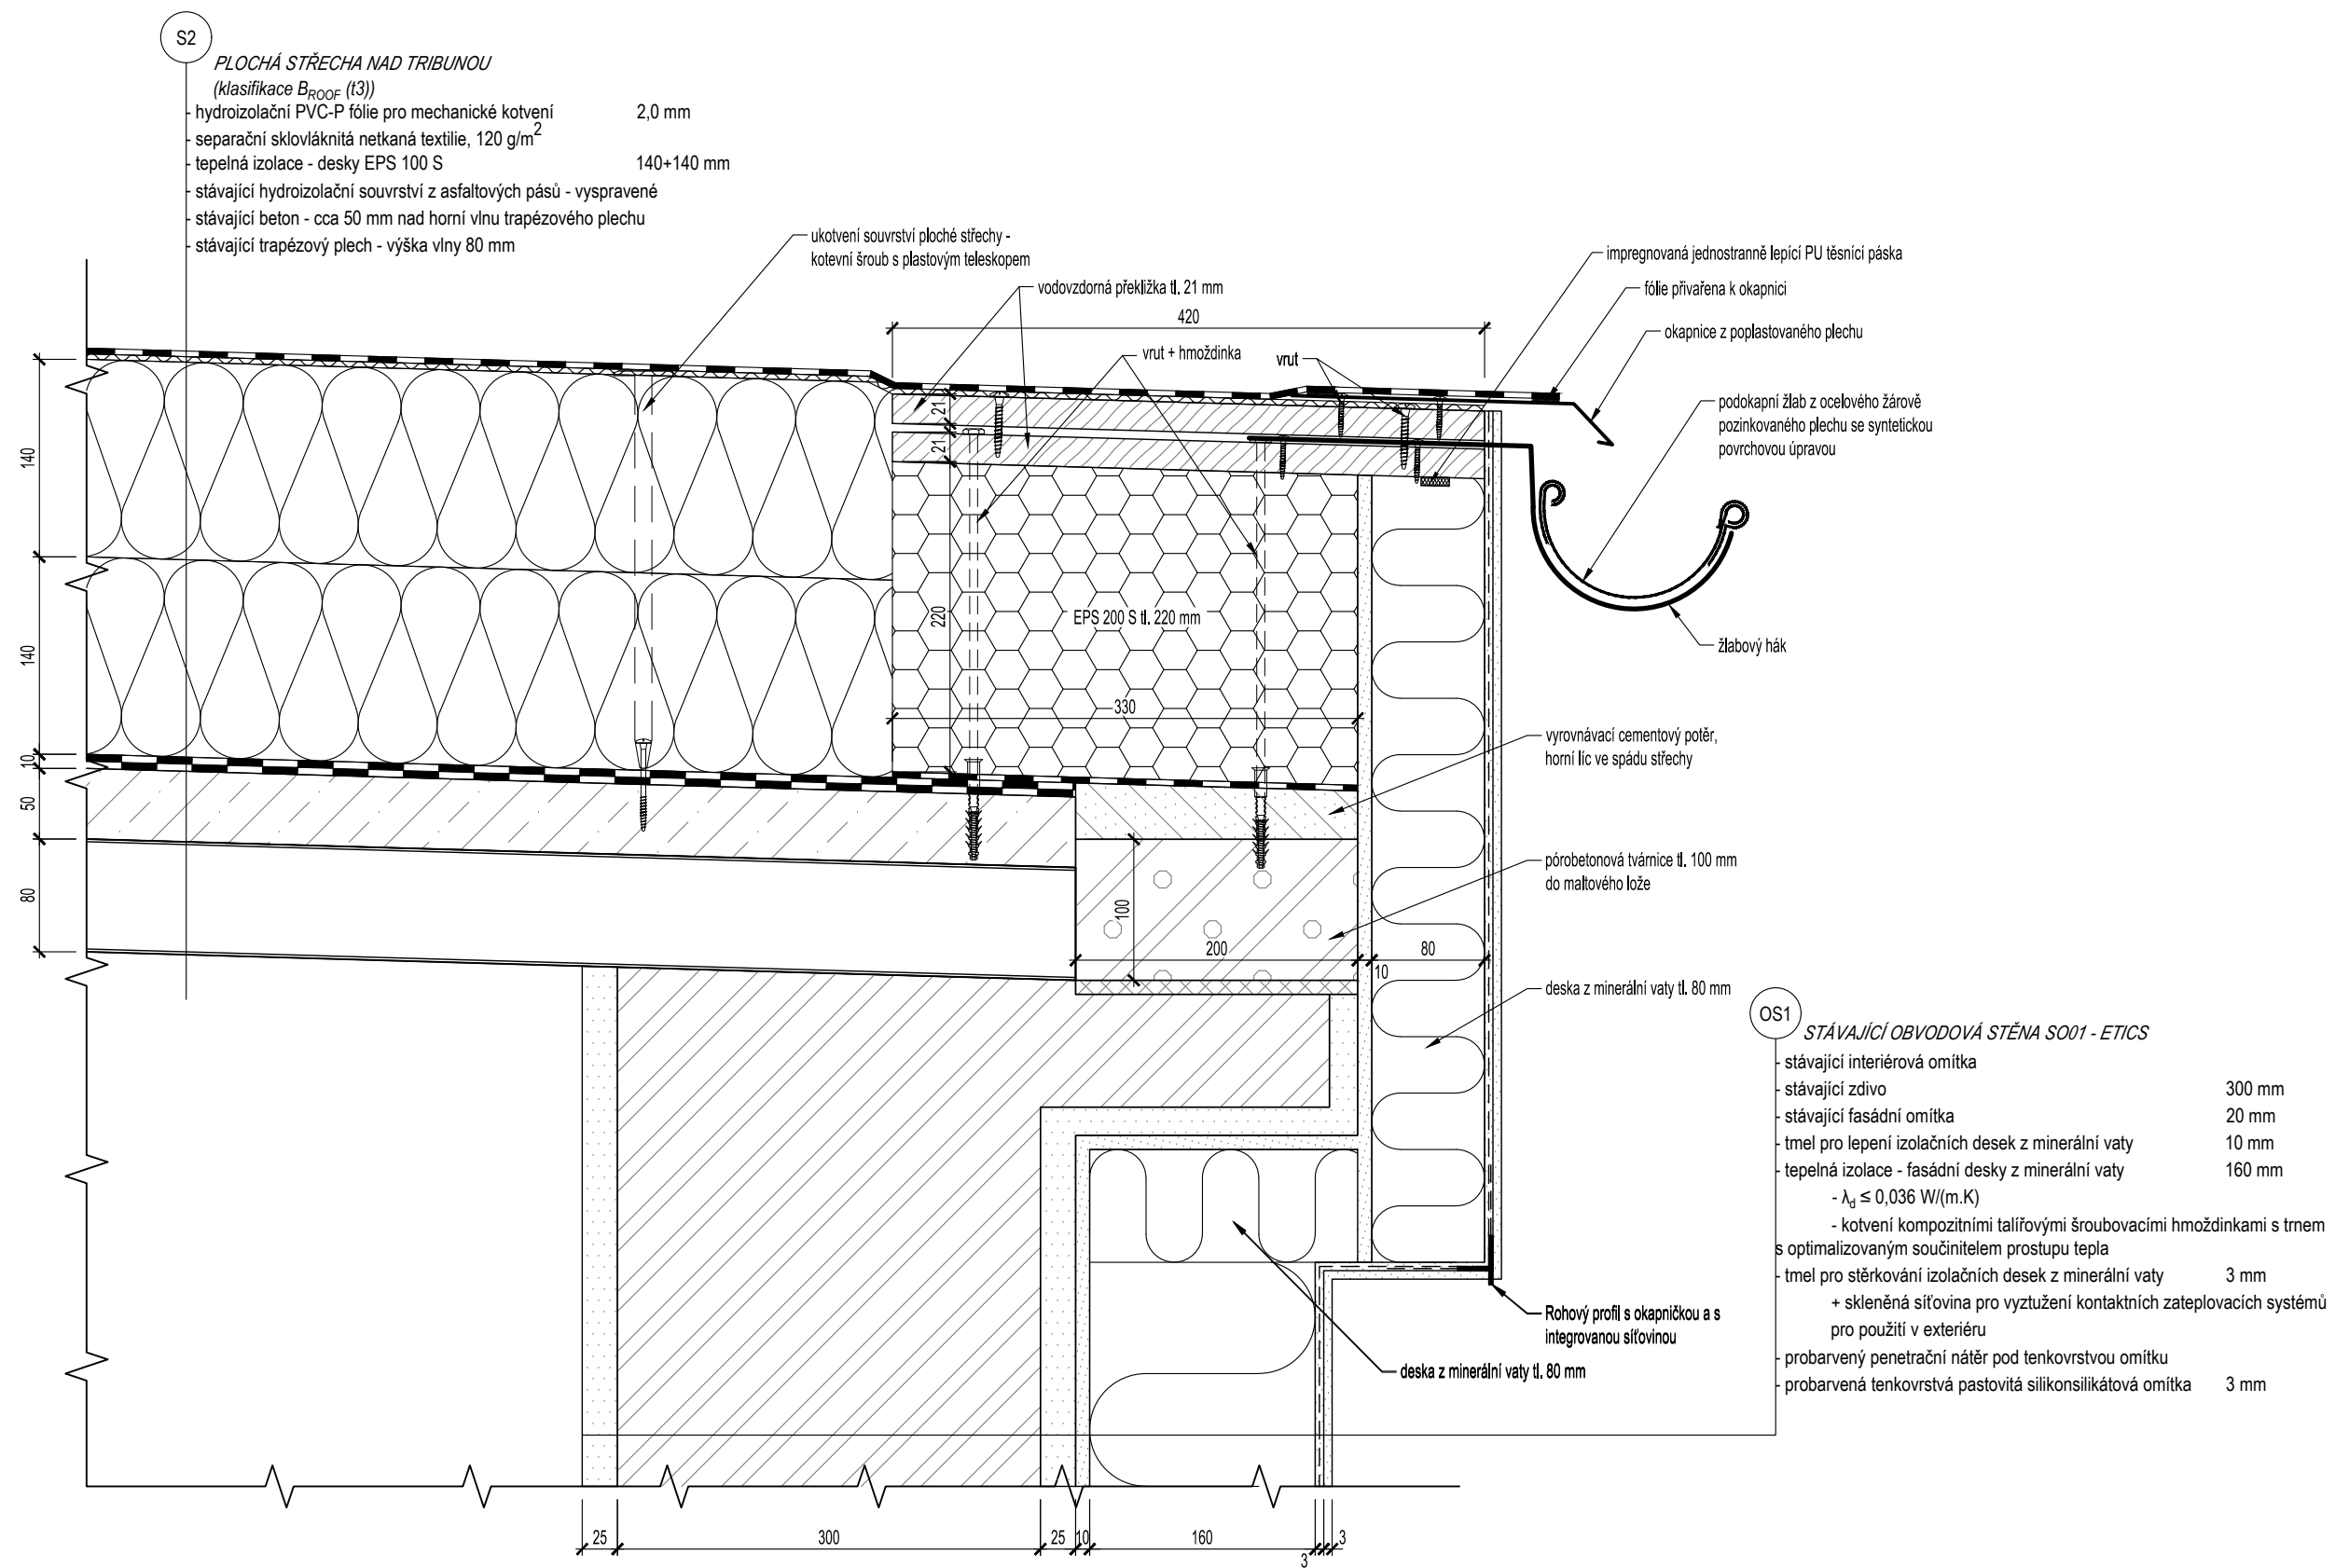 S2
PLOCHÁ STŘECHA NAD TRIBUNOU
(klasifikace BROOF (t3))
hydroizolační PVC-P fólie pro mechanické kotvení 2,0 mm
separační sklovláknitá netkaná textilie, 120 g/m2
tepelná izolace - desky EPS 100 S 140+140 mm
stávající hydroizolační souvrství z asfaltových pásů - vyspravené
stávající beton - cca 50 mm nad horní vlnu trapézového plechu
stávající trapézový plech - výška vlny 80 mm
ukotvení souvrství ploché střechy -
kotevní šroub s plastovým teleskopem
vodovzdorná překližka tl. 21 mm
420
vrut + hmoždinka
vrut
impregnovaná jednostranně lepící PU těsnící páska
fólie přivařena k okapnici
okapnice z poplastovaného plechu
podokapní žlab z ocelového žárově
pozinkovaného plechu se syntetickou
povrchovou úpravou
žlabový hák
21
21
220
EPS 200 S tl. 220 mm
330
140
140
10
50
80
vyrovnávací cementový potěr,
horní líc ve spádu střechy
pórobetonová tvárnice tl. 100 mm
do maltového lože
100
200
10
80
deska z minerální vaty tl. 80 mm
OS1
STÁVAJÍCÍ OBVODOVÁ STĚNA SO01 - ETICS
stávající interiérová omítka
stávající zdivo 300 mm
stávající fasádní omítka 20 mm
tmel pro lepení izolačních desek z minerální vaty 10 mm
tepelná izolace - fasádní desky z minerální vaty 160 mm
- λd ≤ 0,036 W/(m.K)
- kotvení kompozitními talířovými šroubovacími hmoždinkami s trnem
s optimalizovaným součinitelem prostupu tepla
tmel pro stěrkování izolačních desek z minerální vaty 3 mm
+ skleněná síťovina pro vyztužení kontaktních zateplovacích systémů
pro použití v exteriéru
probarvený penetrační nátěr pod tenkovrstvou omítku
probarvená tenkovrstvá pastovitá silikonsilikátová omítka 3 mm
Rohový profil s okapničkou a s
integrovanou síťovinou
deska z minerální vaty tl. 80 mm
25
300
25
10
160
3
3